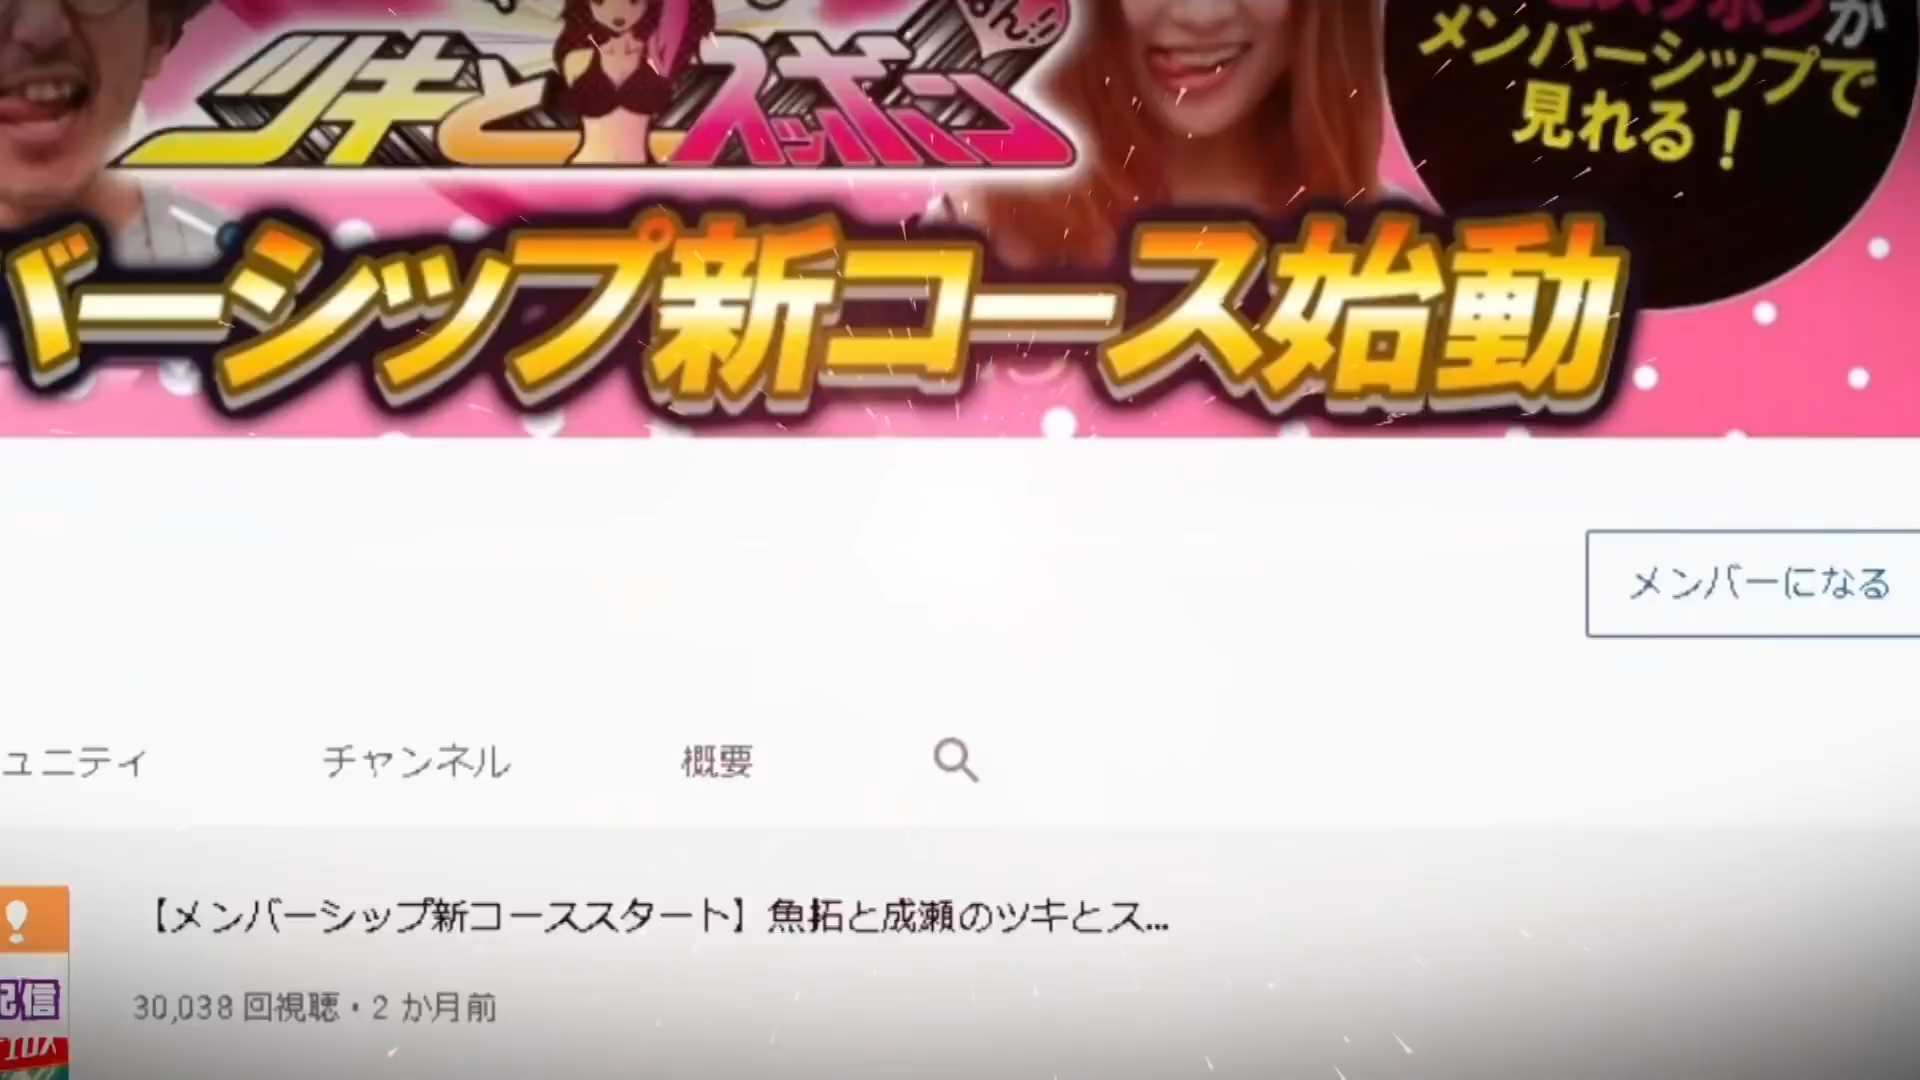 ツキとスッポン
メンバーシップで
見れる！
バーシップ新コース始動
メンバーになる
ュニティ
チャンネル
概要
【メンバーシップ新コーススタート】魚拓と成瀬のツキとス...
配信
30,038 回視聴・2 か月前